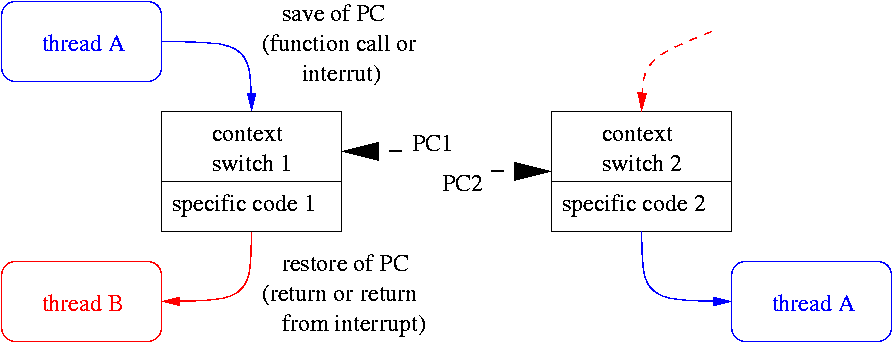 save of PC
thread A
(function call or
interrut)
context
switch 1
PC1
specific code 1
context
switch 2
PC2
specific code 2
restore of PC
thread B
(return or return
from interrupt)
thread A